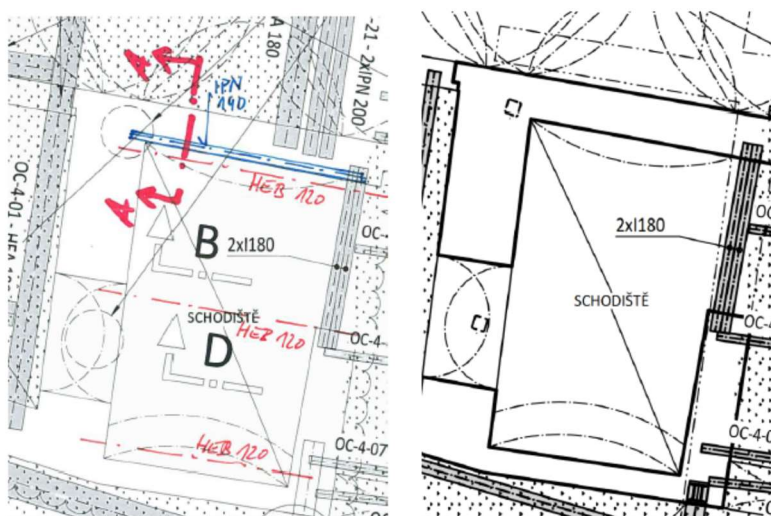 A
A 180
-21 - 2xIPN 200
IPN
140
A
HEB 120
OC-4-01 - HEA
B
2xI180
OC-
SCHODIŠTĚ
HEB 120
D
OC-4-
HEB 120
OC-4-07
2xI180
OC-
SCHODIŠTĚ
OC-4
OC-4-0